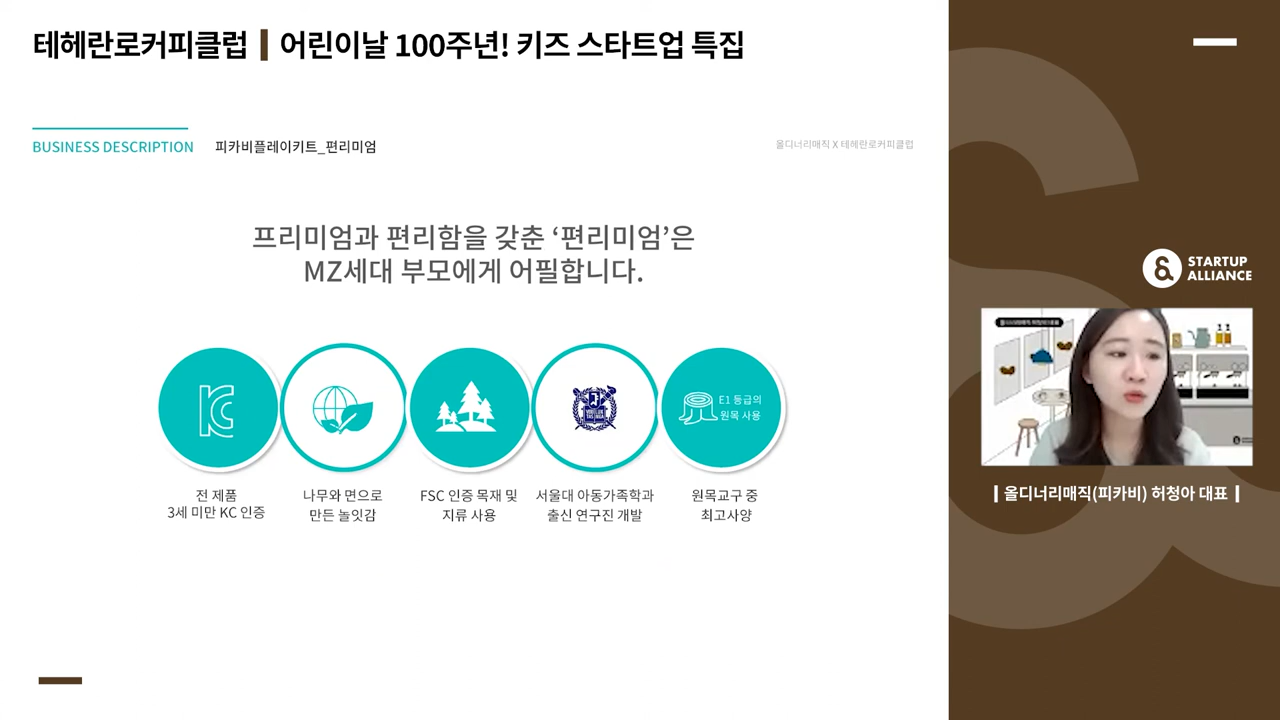 테헤란로커피클럽 | 어린이날 100주년! 키즈 스타트업 특집
BUSINESS DESCRIPTION 피카비플레이키트_편리미엄
올디너리매직 X 테헤란로커피클럽
프리미엄과 편리함을 갖춘 ‘편리미엄’은
MZ세대 부모에게 어필합니다.
E1 등급의
원목 사용
전 제품
3세 미만 KC 인증
나무와 면으로
만든 놀잇감
FSC 인증 목재 및
지류 사용
서울대 아동가족학과
출신 연구진 개발
원목교구 중
최고사양
STARTUP
ALLIANCE
| 올디너리매직(피카비) 허청아 대표 |